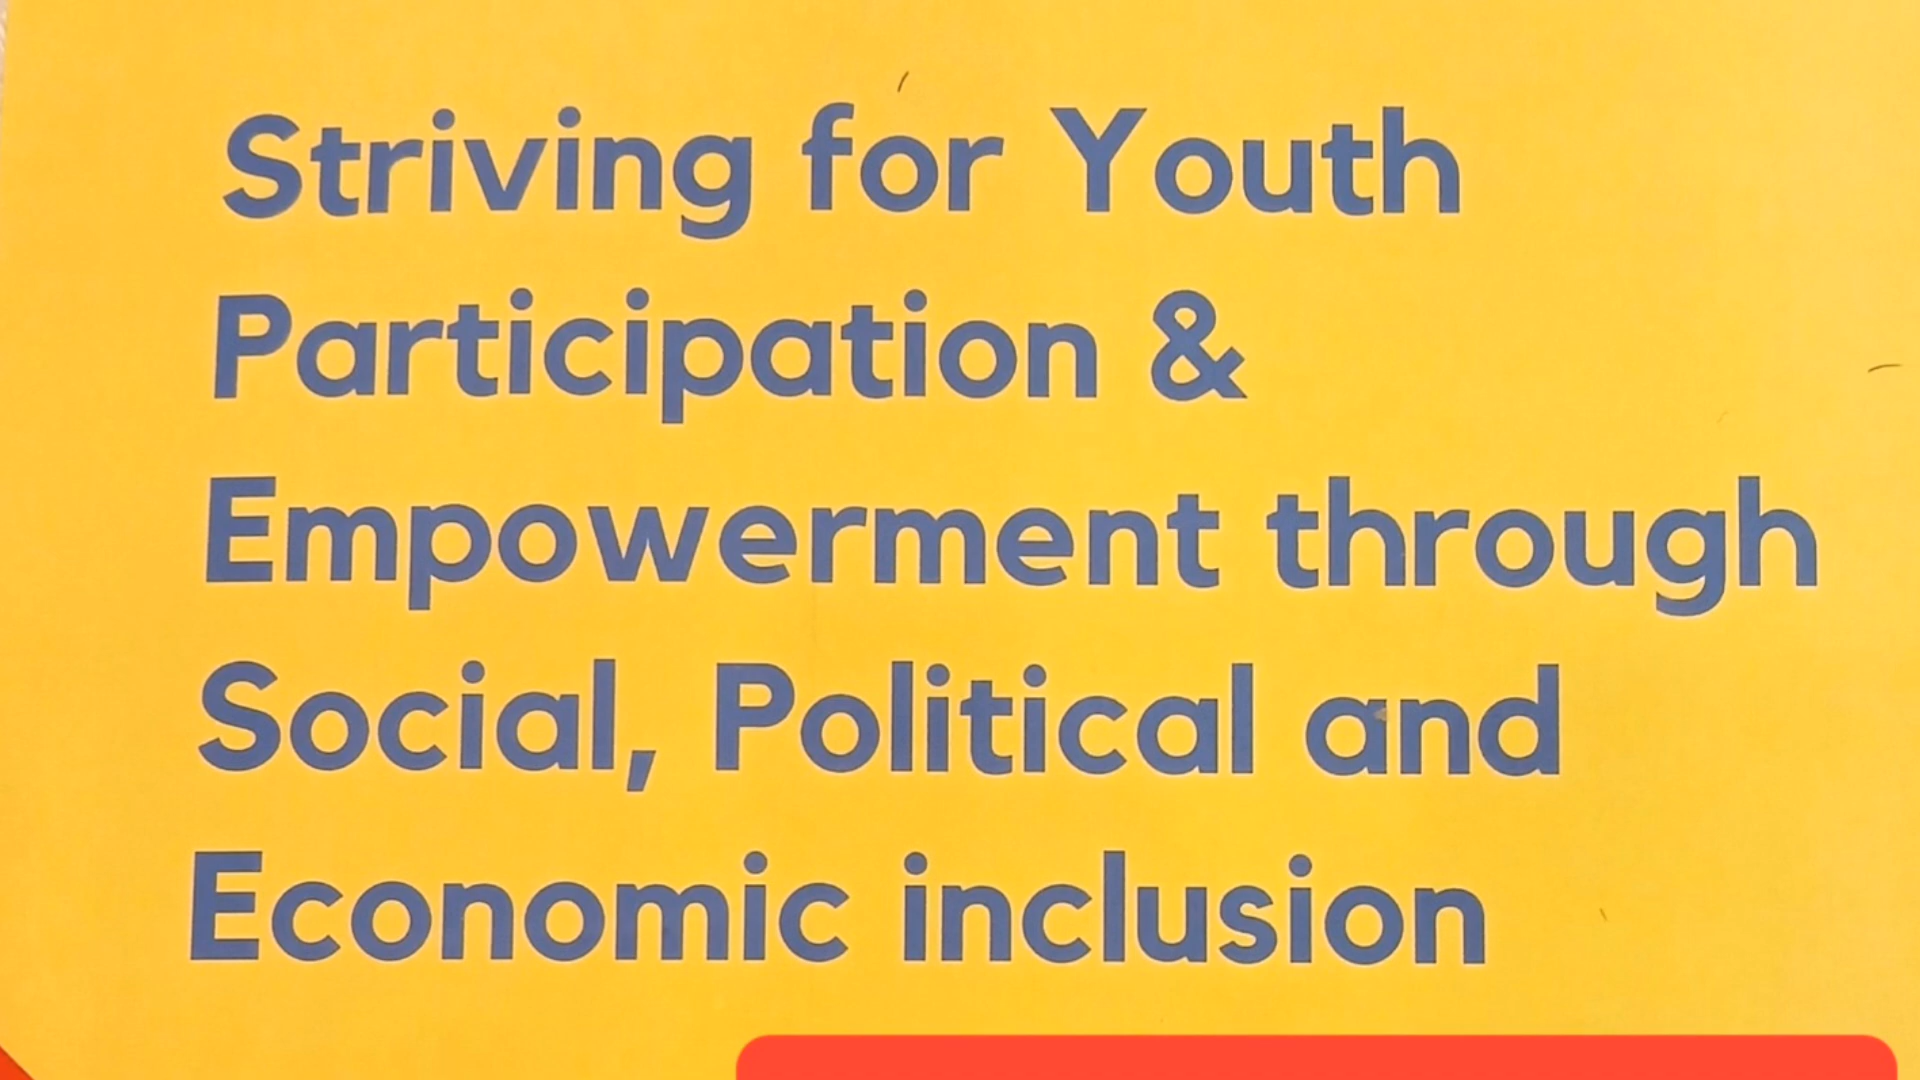 Striving for Youth
Participation &
Empowerment through
Social, Political and
Economic inclusion